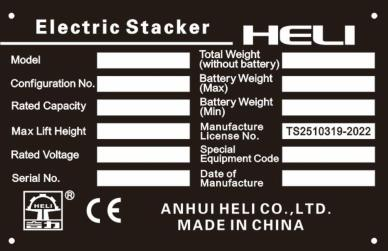 Electric Stacker
HELI
Model
Total Weight
(without battery)
Configuration No.
Battery Weight
(Max)
Rated Capacity
Battery Weight
(Min)
Max Lift Height
Manufacture
License No.
TS2510319-2022
Rated Voltage
Special
Equipment Code
Serial No.
Date of
Manufacture
HELI
合力
®
CE
ANHUI HELI CO.,LTD.
MADE IN CHINA